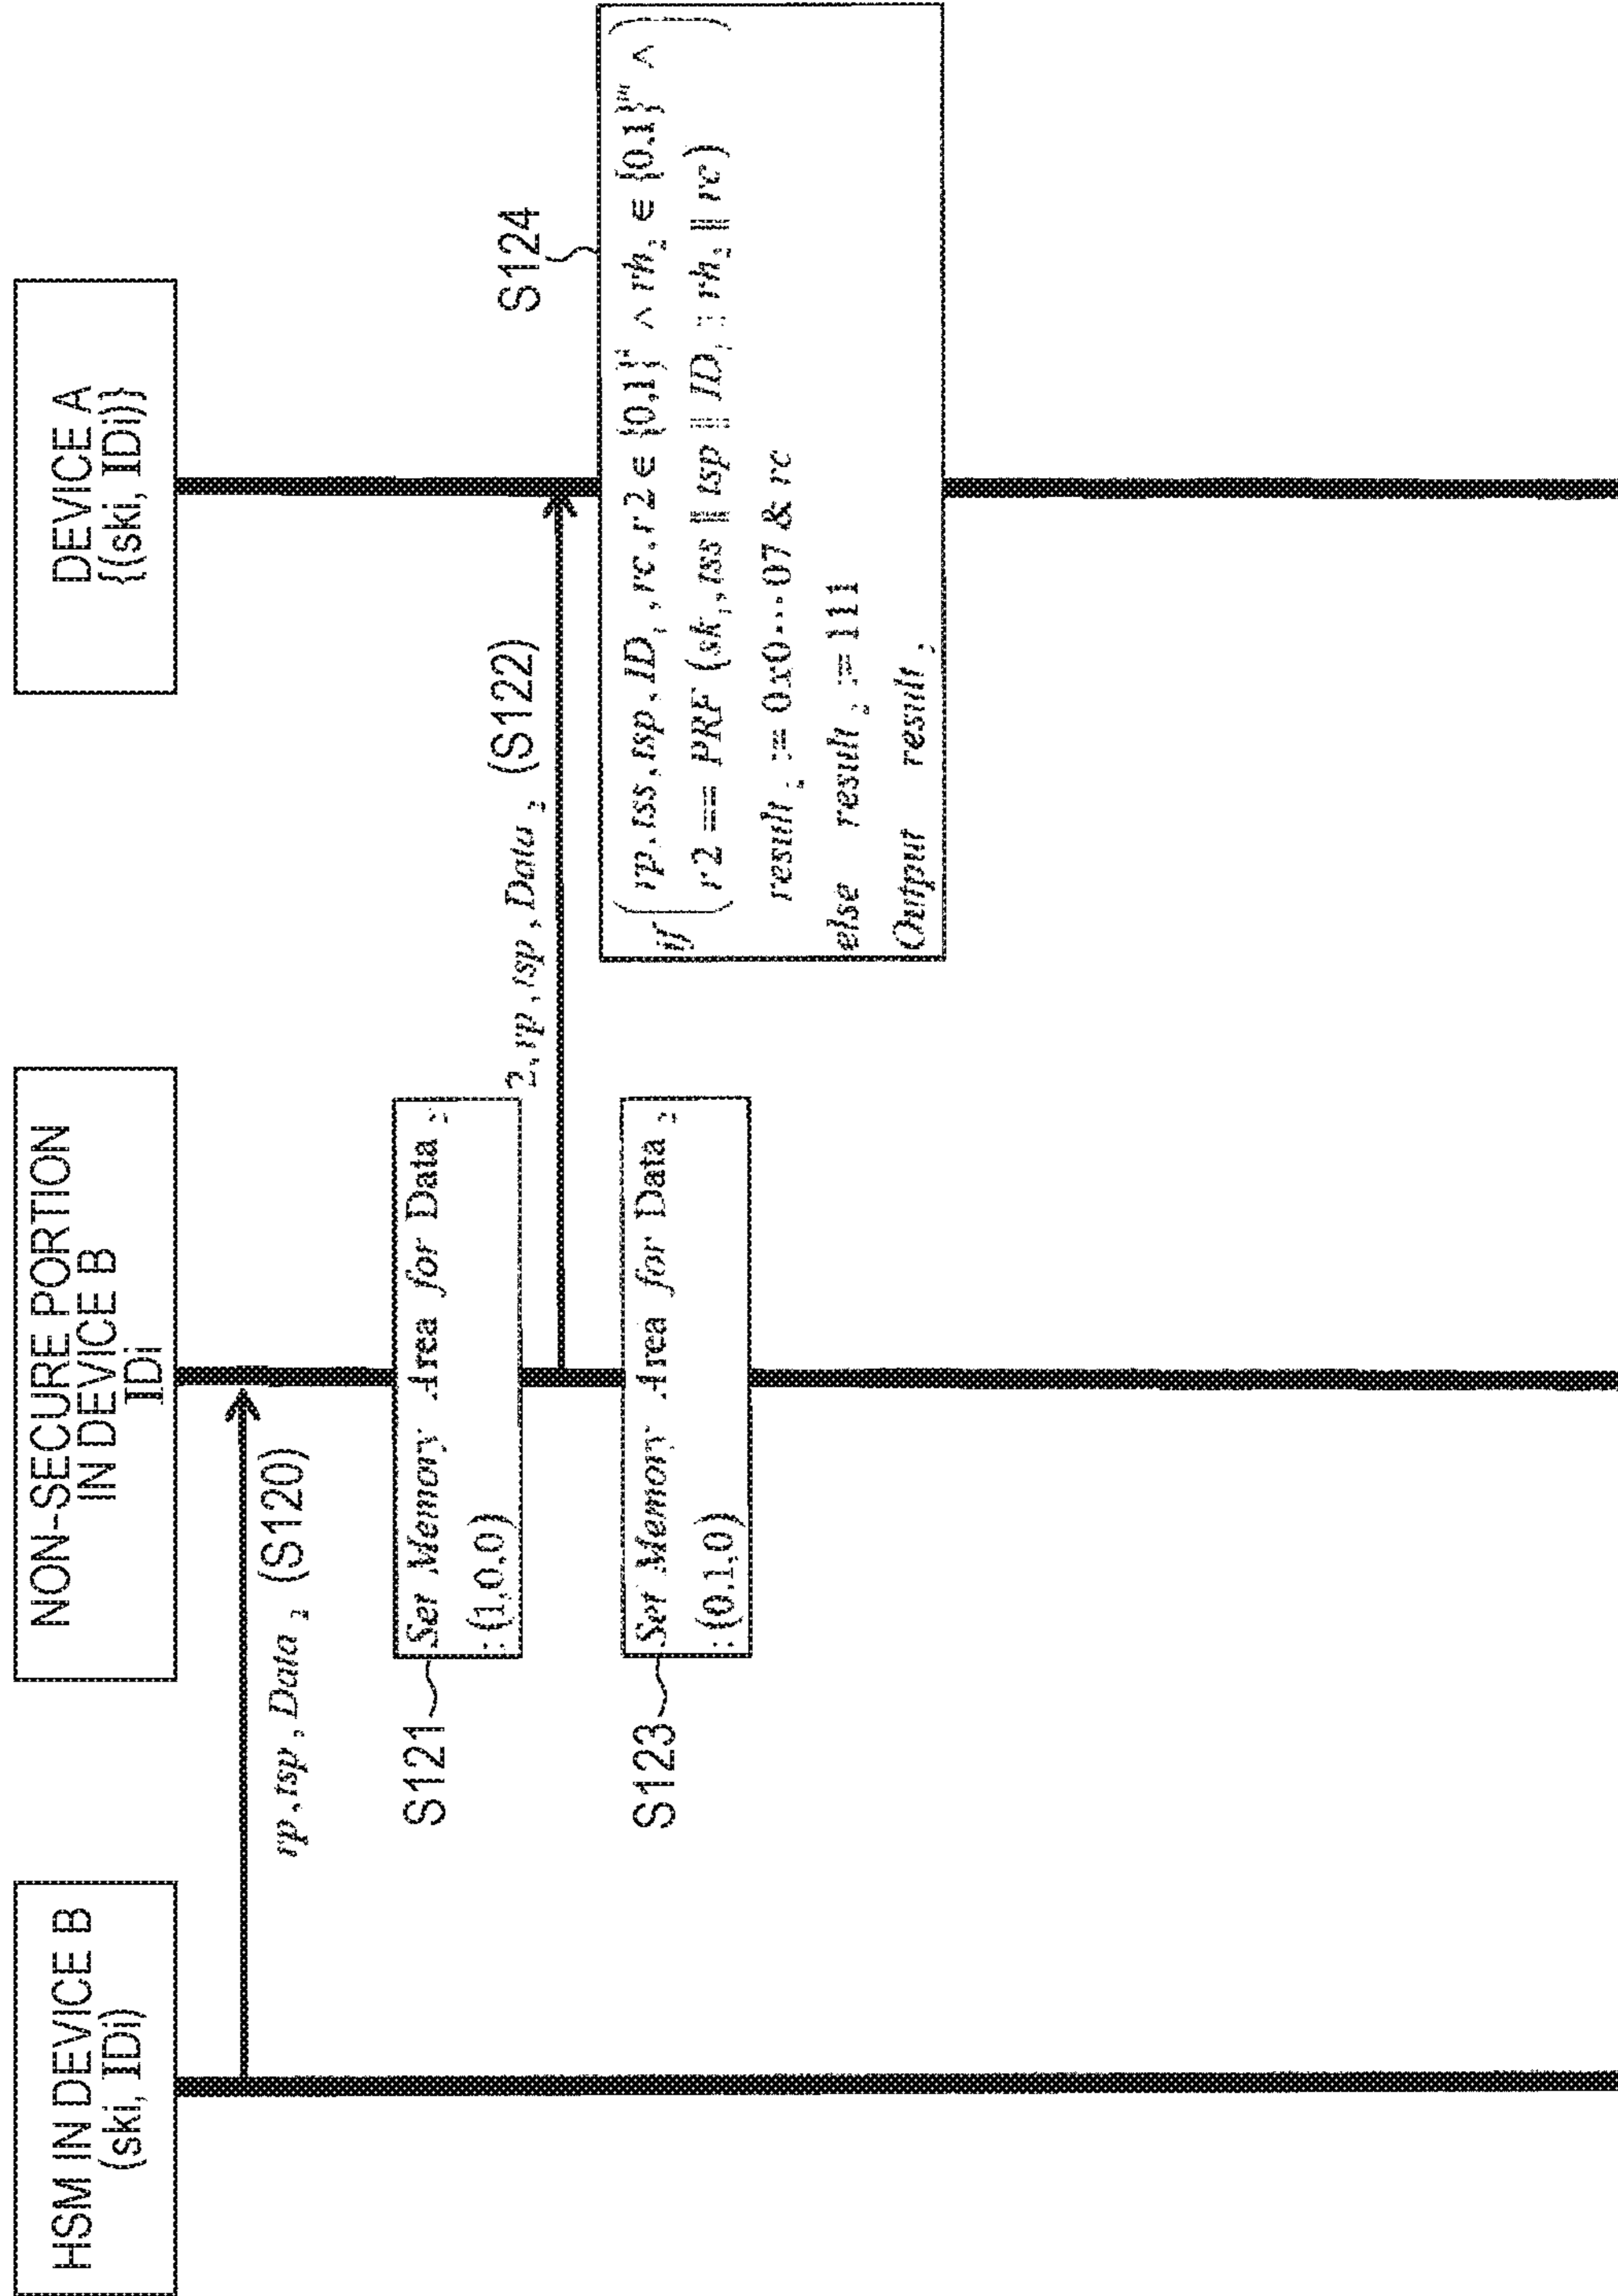 HSM IN DEVICE B
(ski, IDi)
NON-SECURE PORTION
IN DEVICE B
IDi
DEVICE A
{(ski, IDi)}
rp, tsp, Data₂ (S120)
S121
Set Memory Area for Data₂
: (1,0,0)
2, rp, tsp, Data₂ (S122)
S123
Set Memory Area for Data₂
: (0,1,0)
S124
if ( rp, tss, tsp, IDᵢ, rc, r2 ∈ {0,1}ⁿ ∧ rh₂ ∈ {0,1}ᵐ ∧
r2 == PRF (skᵢ, tss || tsp || IDᵢ || rh₂ || rc) )
result₂ := 0x0···07 & rc
else result₂ := 111
Output result₂